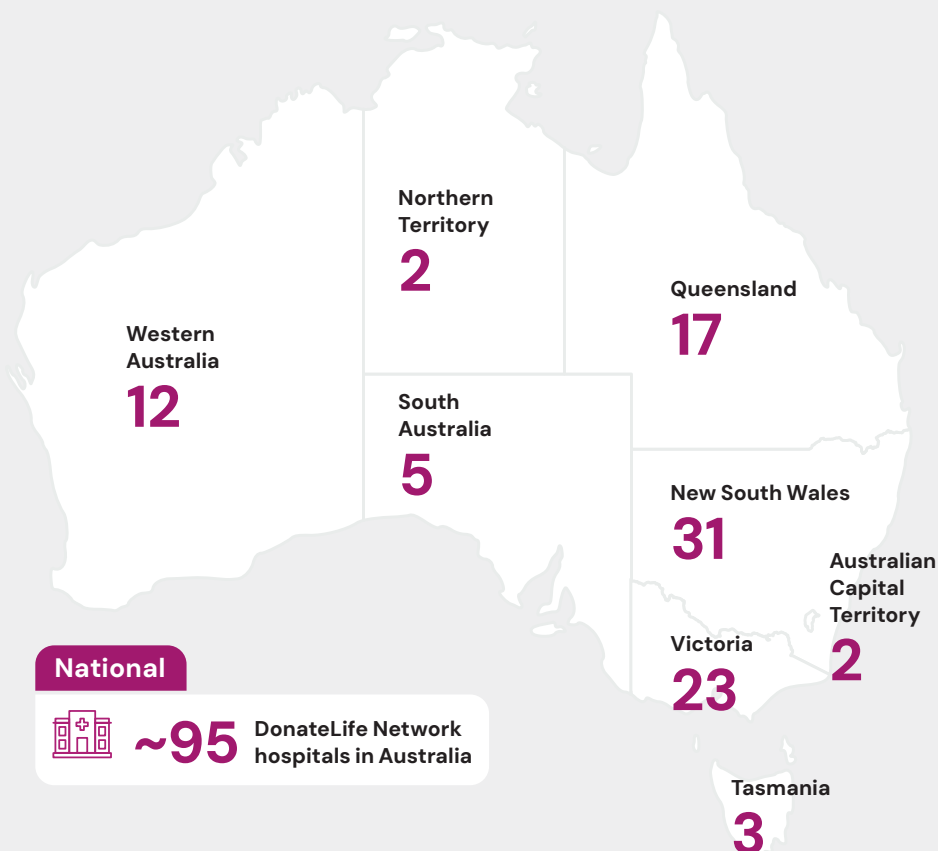 Northern
Territory
2
Queensland
17
Western
Australia
12
South
Australia
5
New South Wales
31
Australian
Capital
Territory
2
Victoria
23
National
~95
DonateLife Network
hospitals in Australia
Tasmania
3